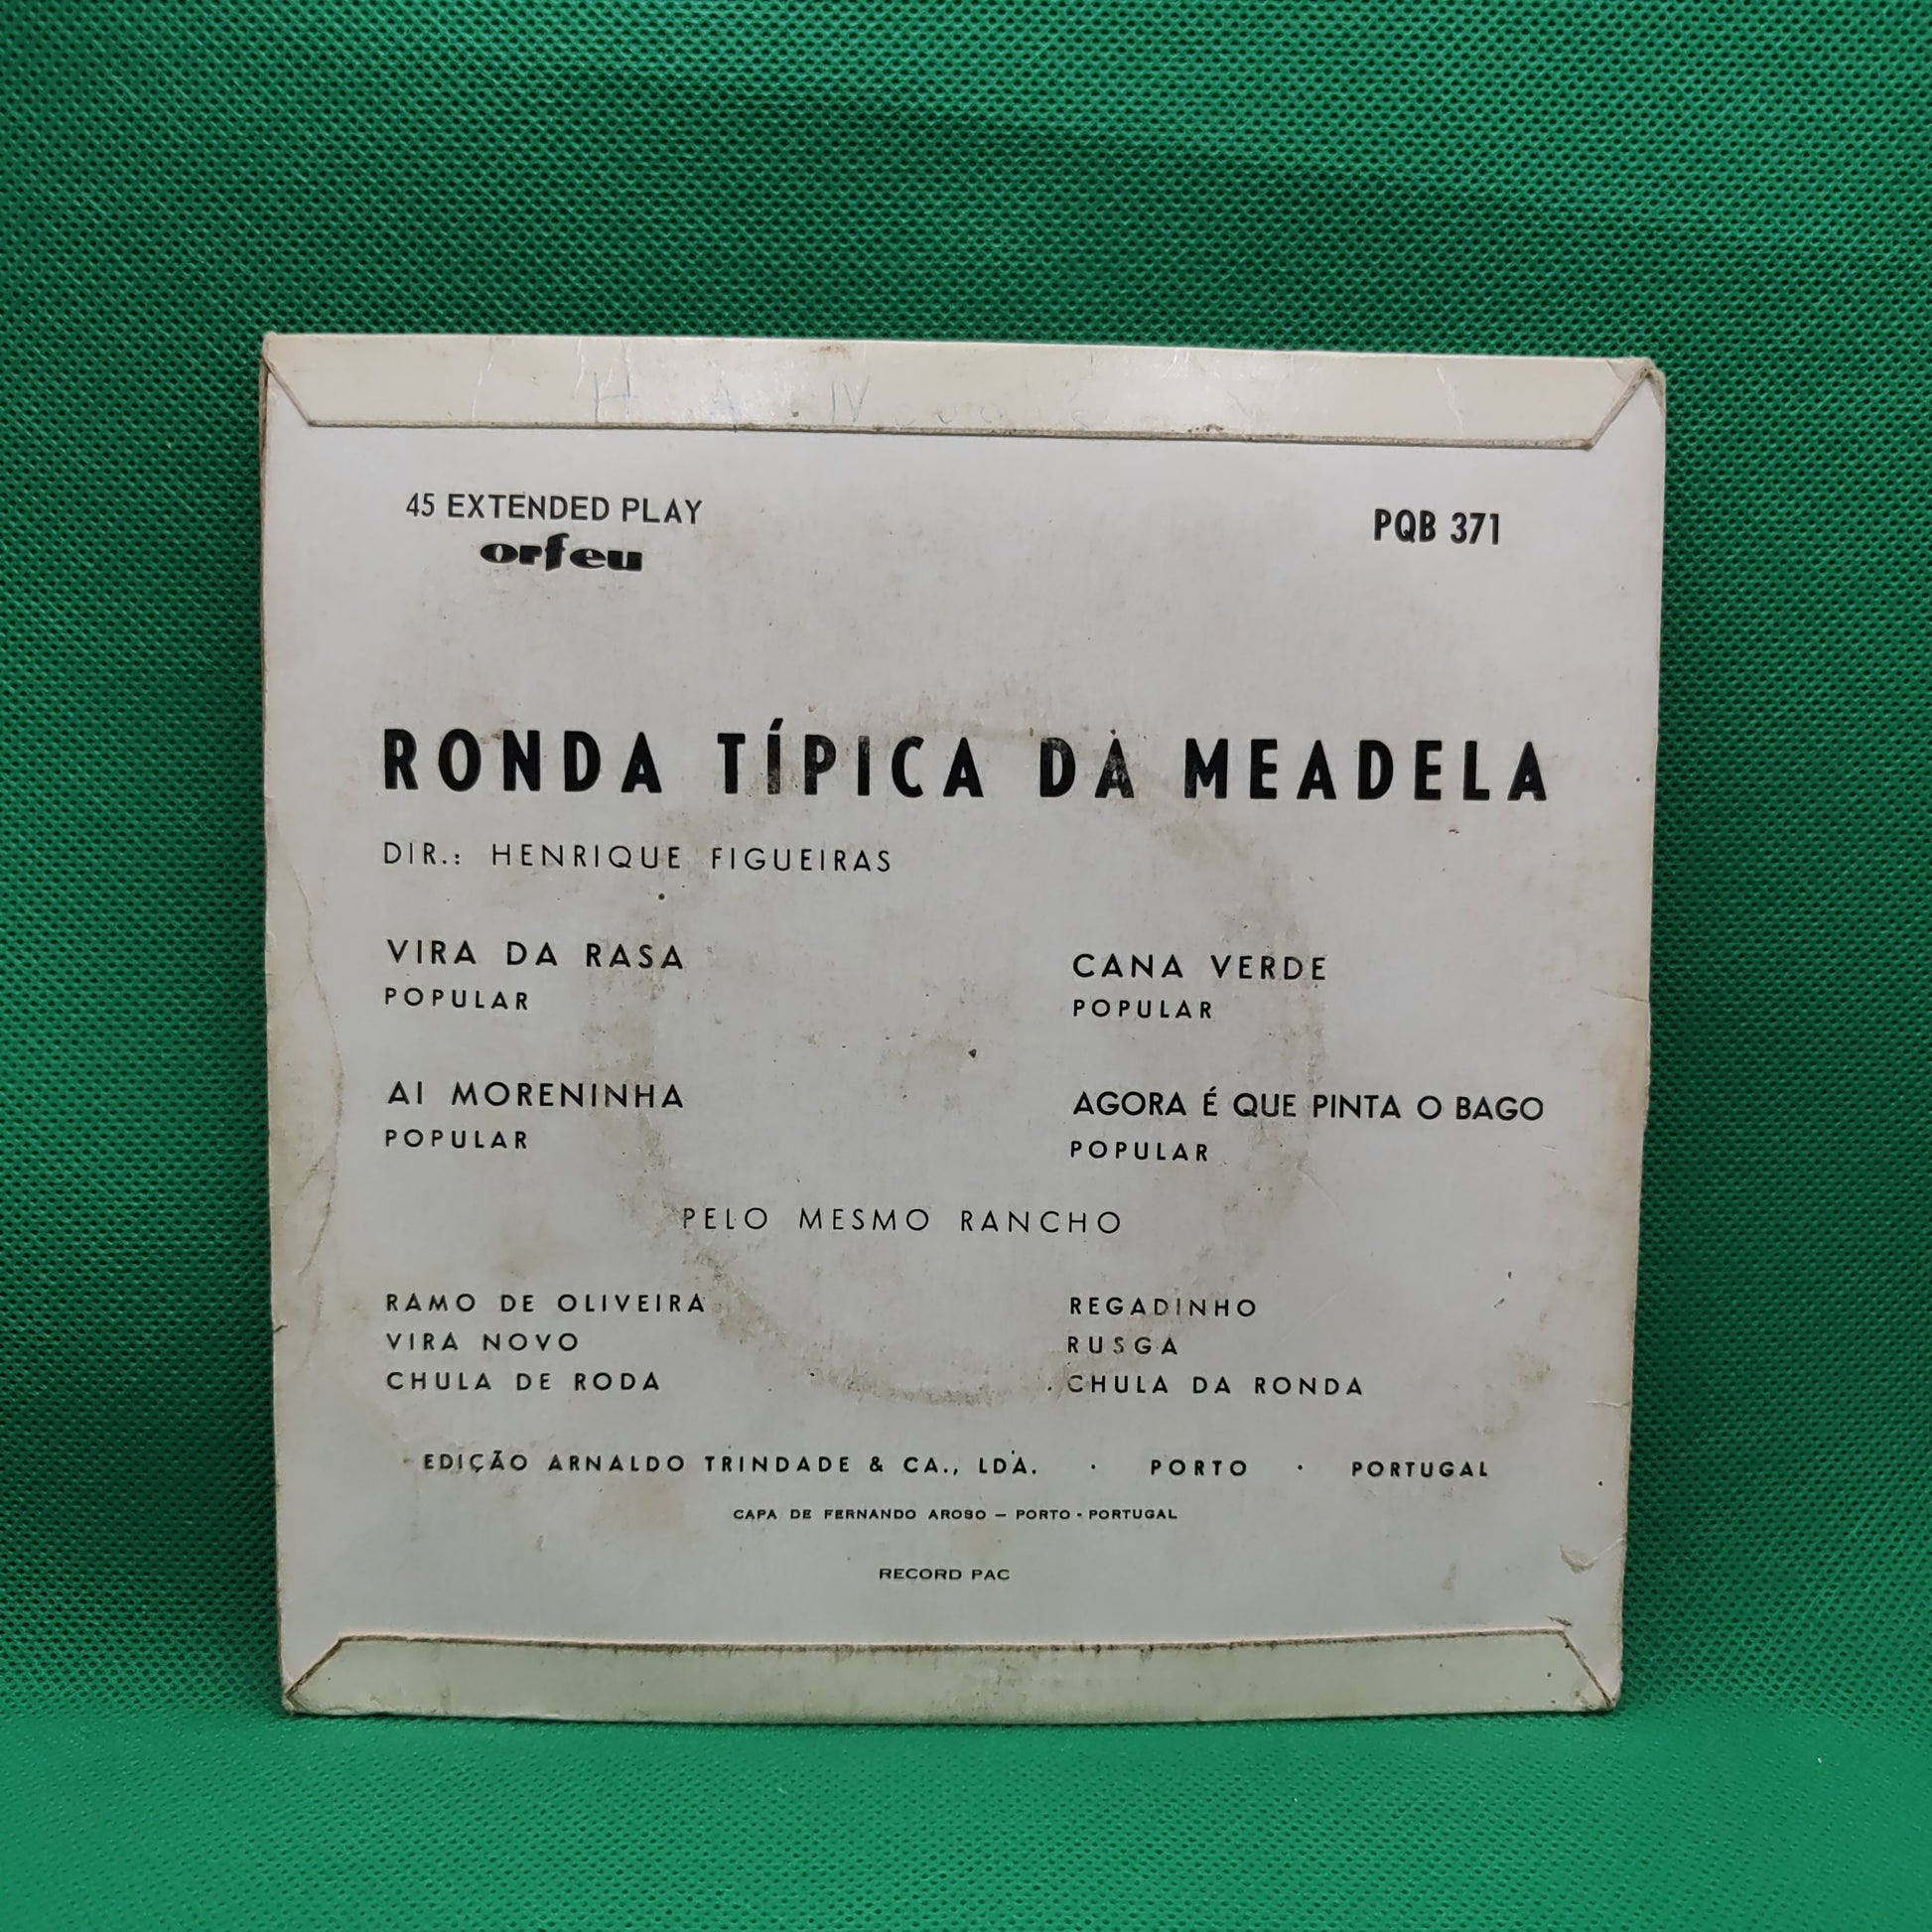 45 EXTENDED PLAY
orfeu
PQB 371
RONDA TÍPICA DA MEADELA
DIR.: HENRIQUE FIGUEIRAS
VIRA DA RASA
POPULAR
AI MORENINHA
POPULAR
CANA VERDE
POPULAR
AGORA É QUE PINTA O BAGO
POPULAR
PELO MESMO RANCHO
RAMO DE OLIVEIRA
VIRA NOVO
CHULA DE RODA
REGADINHO
RUSGA
CHULA DA RONDA
EDIÇÃO ARNALDO TRINDADE & CA., LDA. · PORTO · PORTUGAL
CAPA DE FERNANDO AROSO – PORTO - PORTUGAL
RECORD PAC